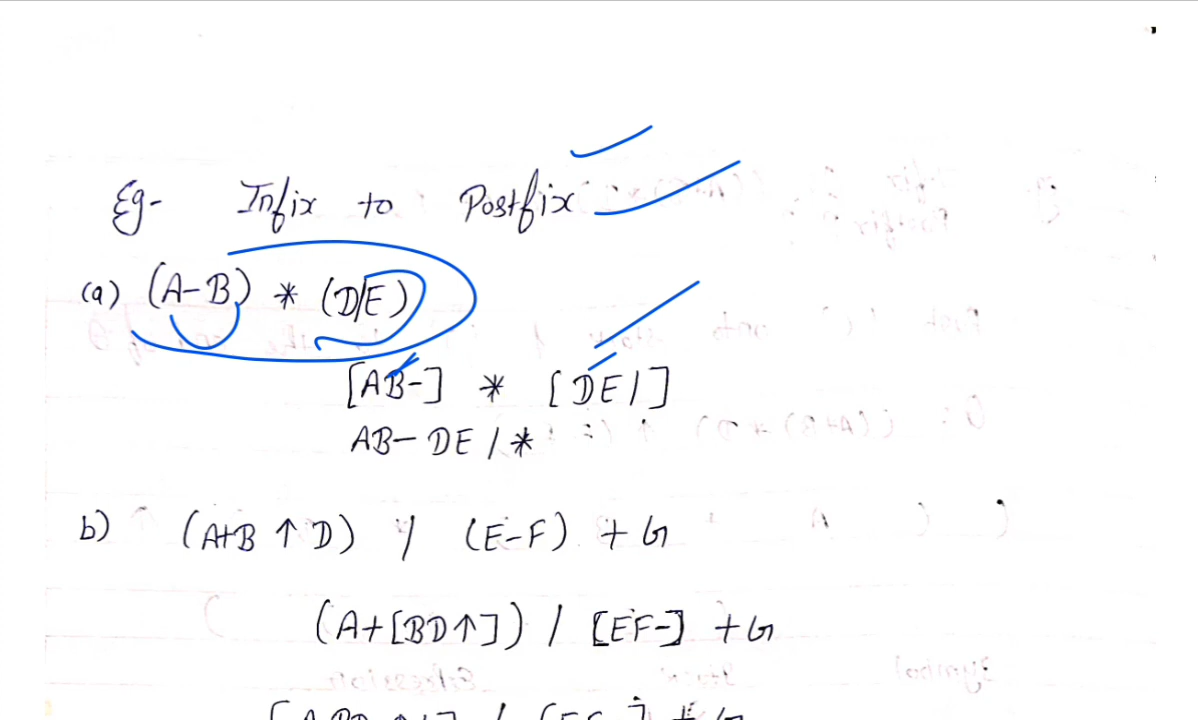 Eg- Infix to Postfix
(a) (A-B) * (D/E)
[AB-] * [DE/]
AB- DE/*
b) (A+B ↑ D) / (E-F) + G
(A+[BD↑]) / [EF-] + G